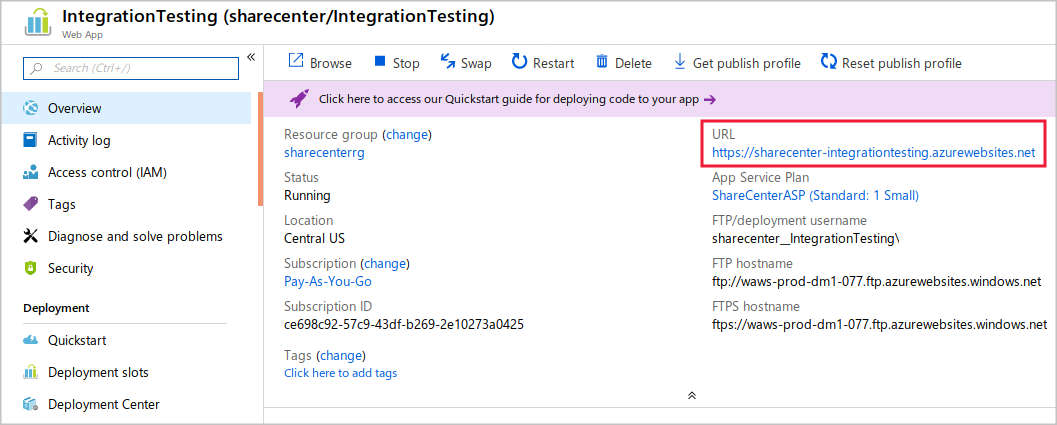 IntegrationTesting (sharecenter/IntegrationTesting)
Web App
Search (Ctrl+/)
Overview
Activity log
Access control (IAM)
Tags
Diagnose and solve problems
Security
Deployment
Quickstart
Deployment slots
Deployment Center
Browse Stop Swap Restart Delete Get publish profile Reset publish profile
Click here to access our Quickstart guide for deploying code to your app
Resource group (change)
sharecenterrg
Status
Running
Location
Central US
Subscription (change)
Pay-As-You-Go
Subscription ID
ce698c92-57c9-43df-b269-2e10273a0425
Tags (change)
Click here to add tags
URL
https://sharecenter-integrationtesting.azurewebsites.net
App Service Plan
ShareCenterASP (Standard: 1 Small)
FTP/deployment username
sharecenter__IntegrationTesting\
FTP hostname
ftp://waws-prod-dm1-077.ftp.azurewebsites.windows.net
FTPS hostname
ftps://waws-prod-dm1-077.ftp.azurewebsites.windows.net